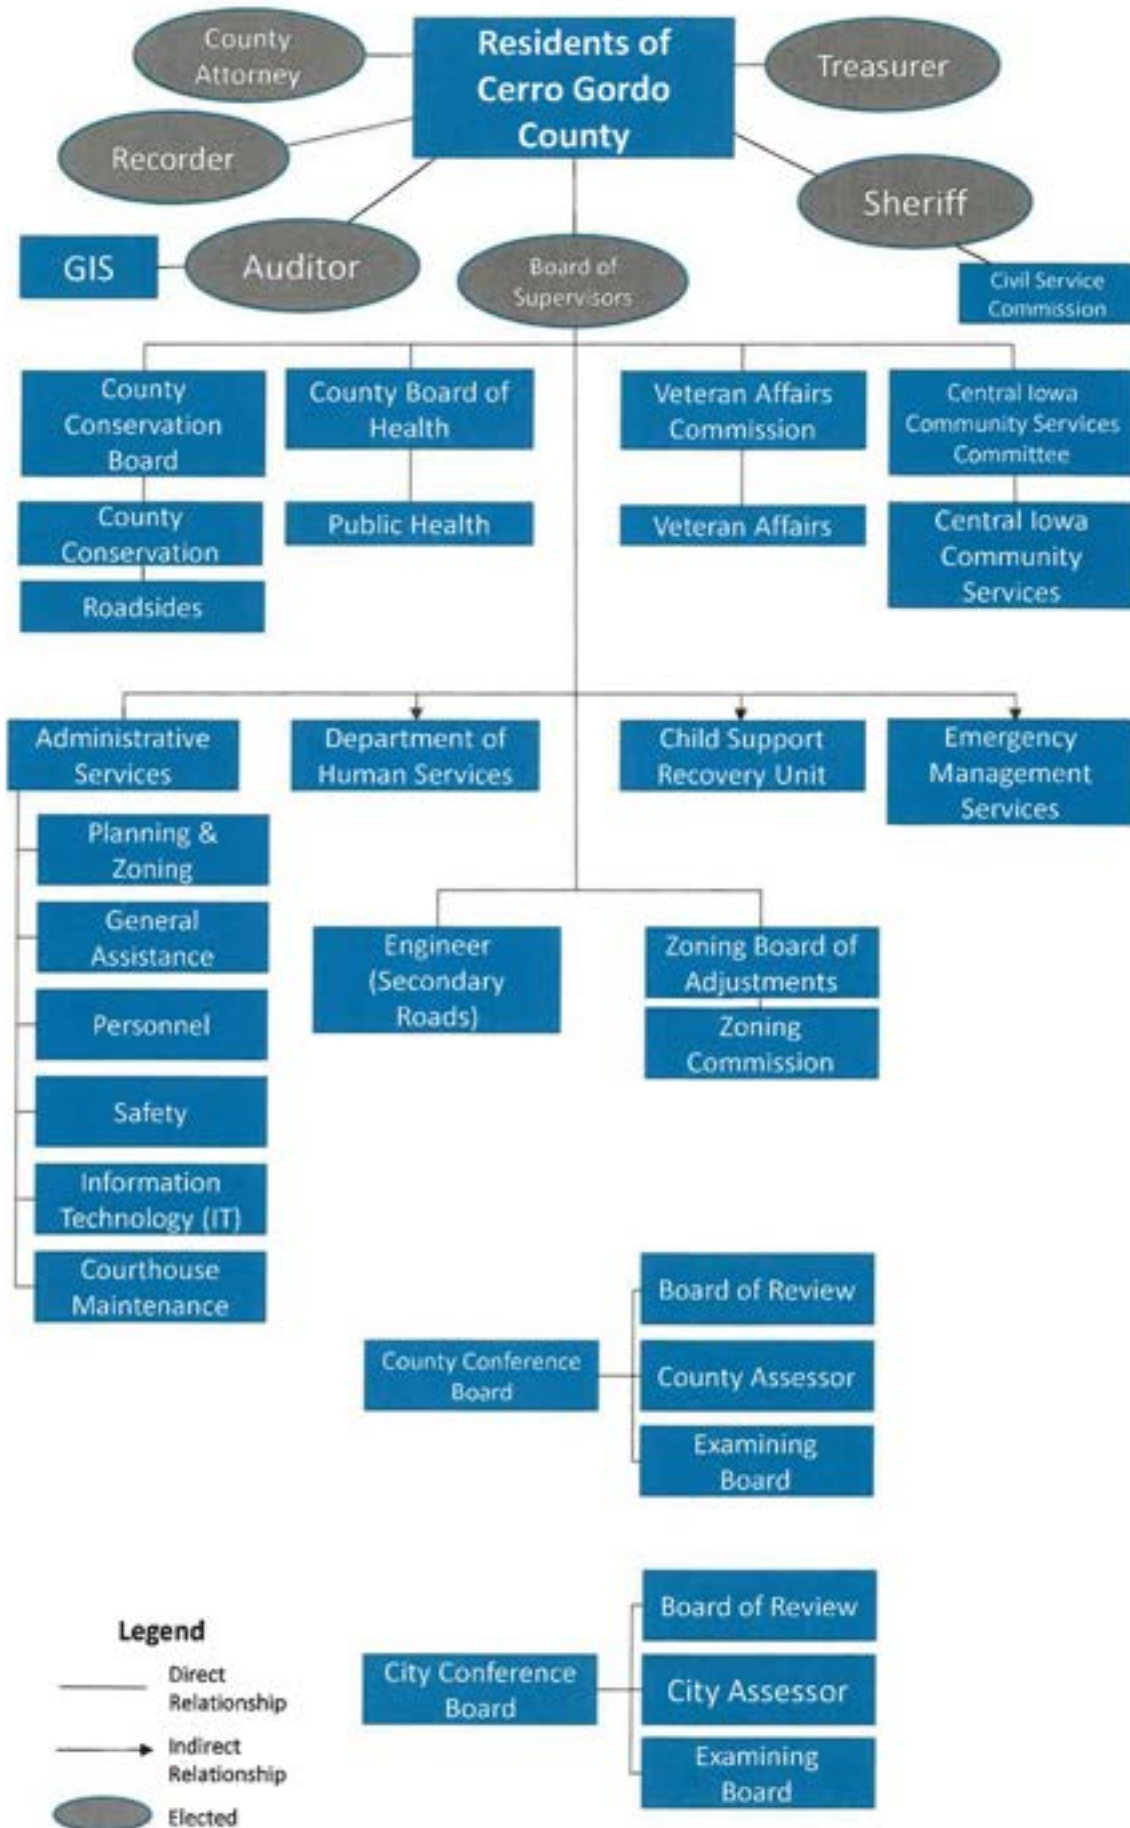 County
Attorney
Residents of
Cerro Gordo
County
Treasurer
Recorder
Sheriff
GIS
Auditor
Board of
Supervisors
Civil Service
Commission
County
Conservation
Board
County Board of
Health
Veteran Affairs
Commission
Central Iowa
Community Services
Committee
County
Conservation
Public Health
Veteran Affairs
Central Iowa
Community
Services
Roadsides
Administrative
Services
Department of
Human Services
Child Support
Recovery Unit
Emergency
Management
Services
Planning &
Zoning
General
Assistance
Personnel
Safety
Information
Technology (IT)
Courthouse
Maintenance
Engineer
(Secondary
Roads)
Zoning Board of
Adjustments
Zoning
Commission
County Conference
Board
Board of Review
County Assessor
Examining
Board
City Conference
Board
Board of Review
City Assessor
Examining
Board
Legend
Direct
Relationship
Indirect
Relationship
Elected